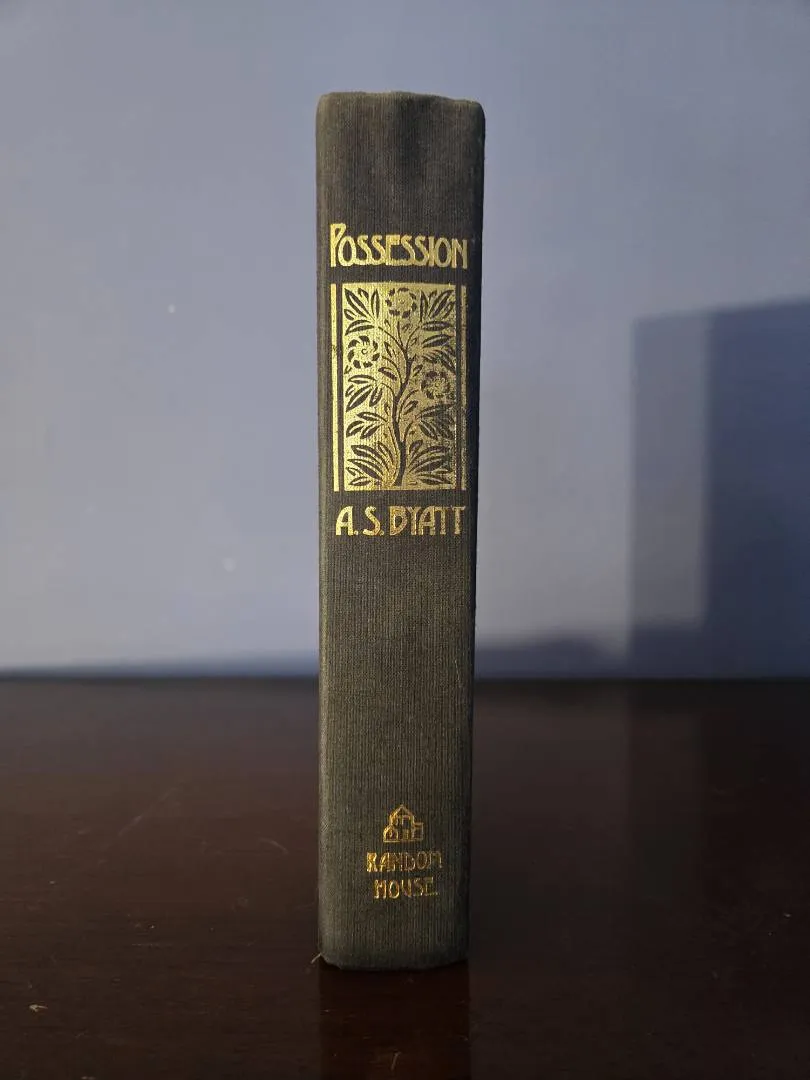 POSSESSION
A. S. BYATT
RANDOM
HOUSE